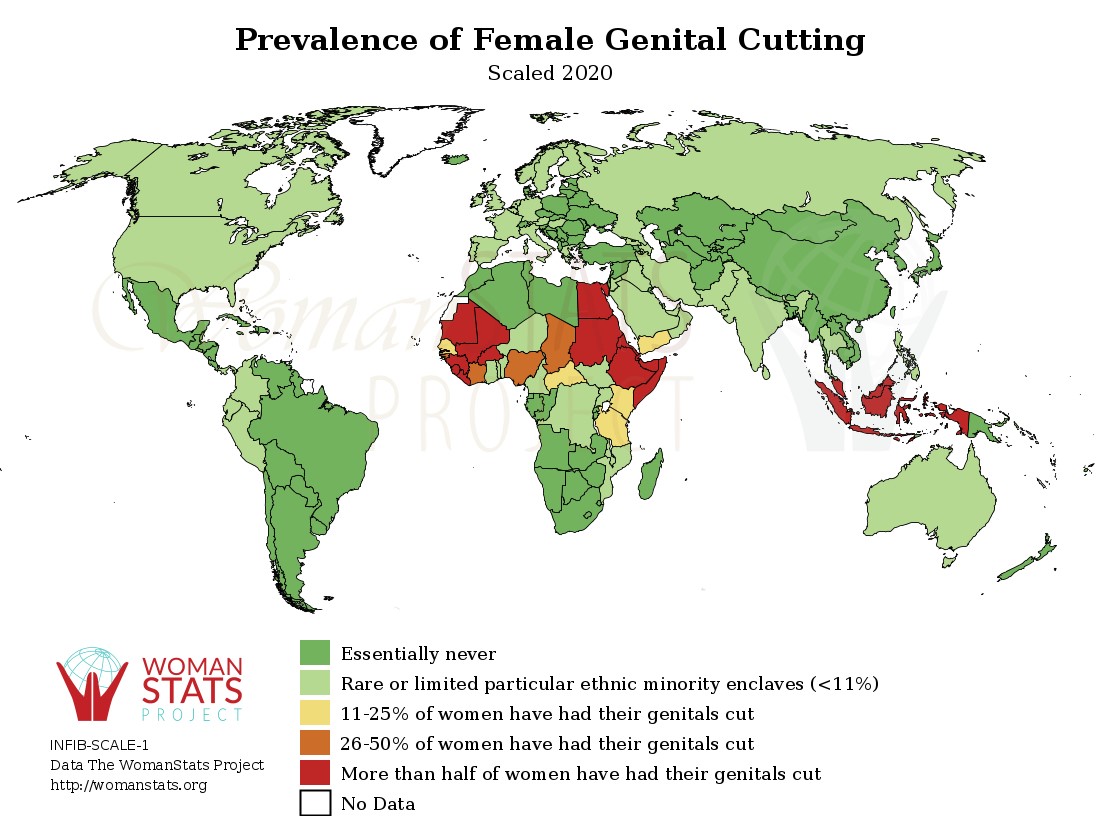 Prevalence of Female Genital Cutting
Scaled 2020
WomanSTATS
PROJECT
WOMAN
STATS
PROJECT
INFIB-SCALE-1
Data The WomanStats Project
http://womanstats.org
Essentially never
Rare or limited particular ethnic minority enclaves (<11%)
11-25% of women have had their genitals cut
26-50% of women have had their genitals cut
More than half of women have had their genitals cut
No Data